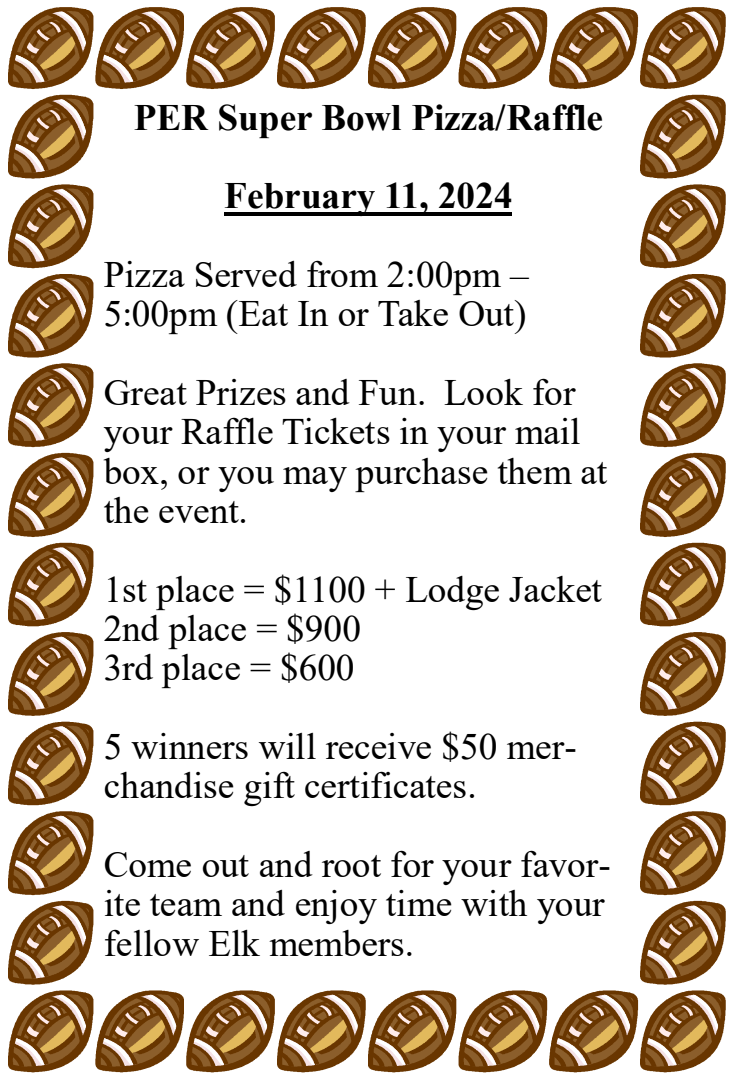 PER Super Bowl Pizza/Raffle
February 11, 2024
Pizza Served from 2:00pm –
5:00pm (Eat In or Take Out)
Great Prizes and Fun.  Look for
your Raffle Tickets in your mail
box, or you may purchase them at
the event.
1st place = $1100 + Lodge Jacket
2nd place = $900
3rd place = $600
5 winners will receive $50 mer-
chandise gift certificates.
Come out and root for your favor-
ite team and enjoy time with your
fellow Elk members.